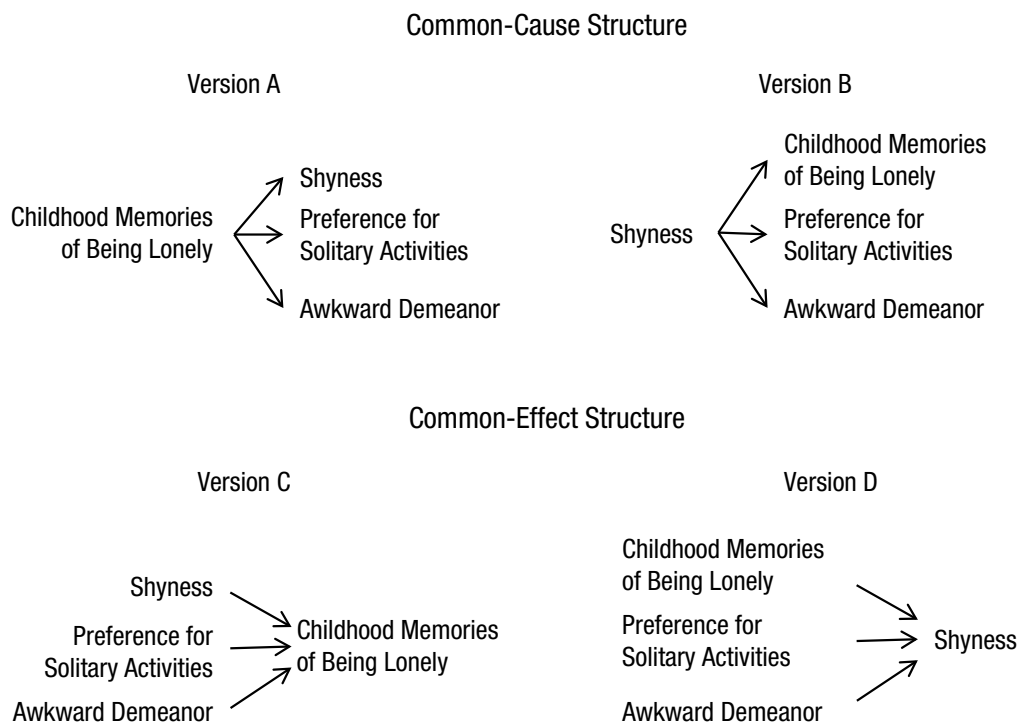 Common-Cause Structure
Version A
Childhood Memories
of Being Lonely
Shyness
Preference for
Solitary Activities
Awkward Demeanor
Version B
Shyness
Childhood Memories
of Being Lonely
Preference for
Solitary Activities
Awkward Demeanor
Common-Effect Structure
Version C
Shyness
Preference for
Solitary Activities
Awkward Demeanor
Childhood Memories
of Being Lonely
Version D
Childhood Memories
of Being Lonely
Preference for
Solitary Activities
Awkward Demeanor
Shyness